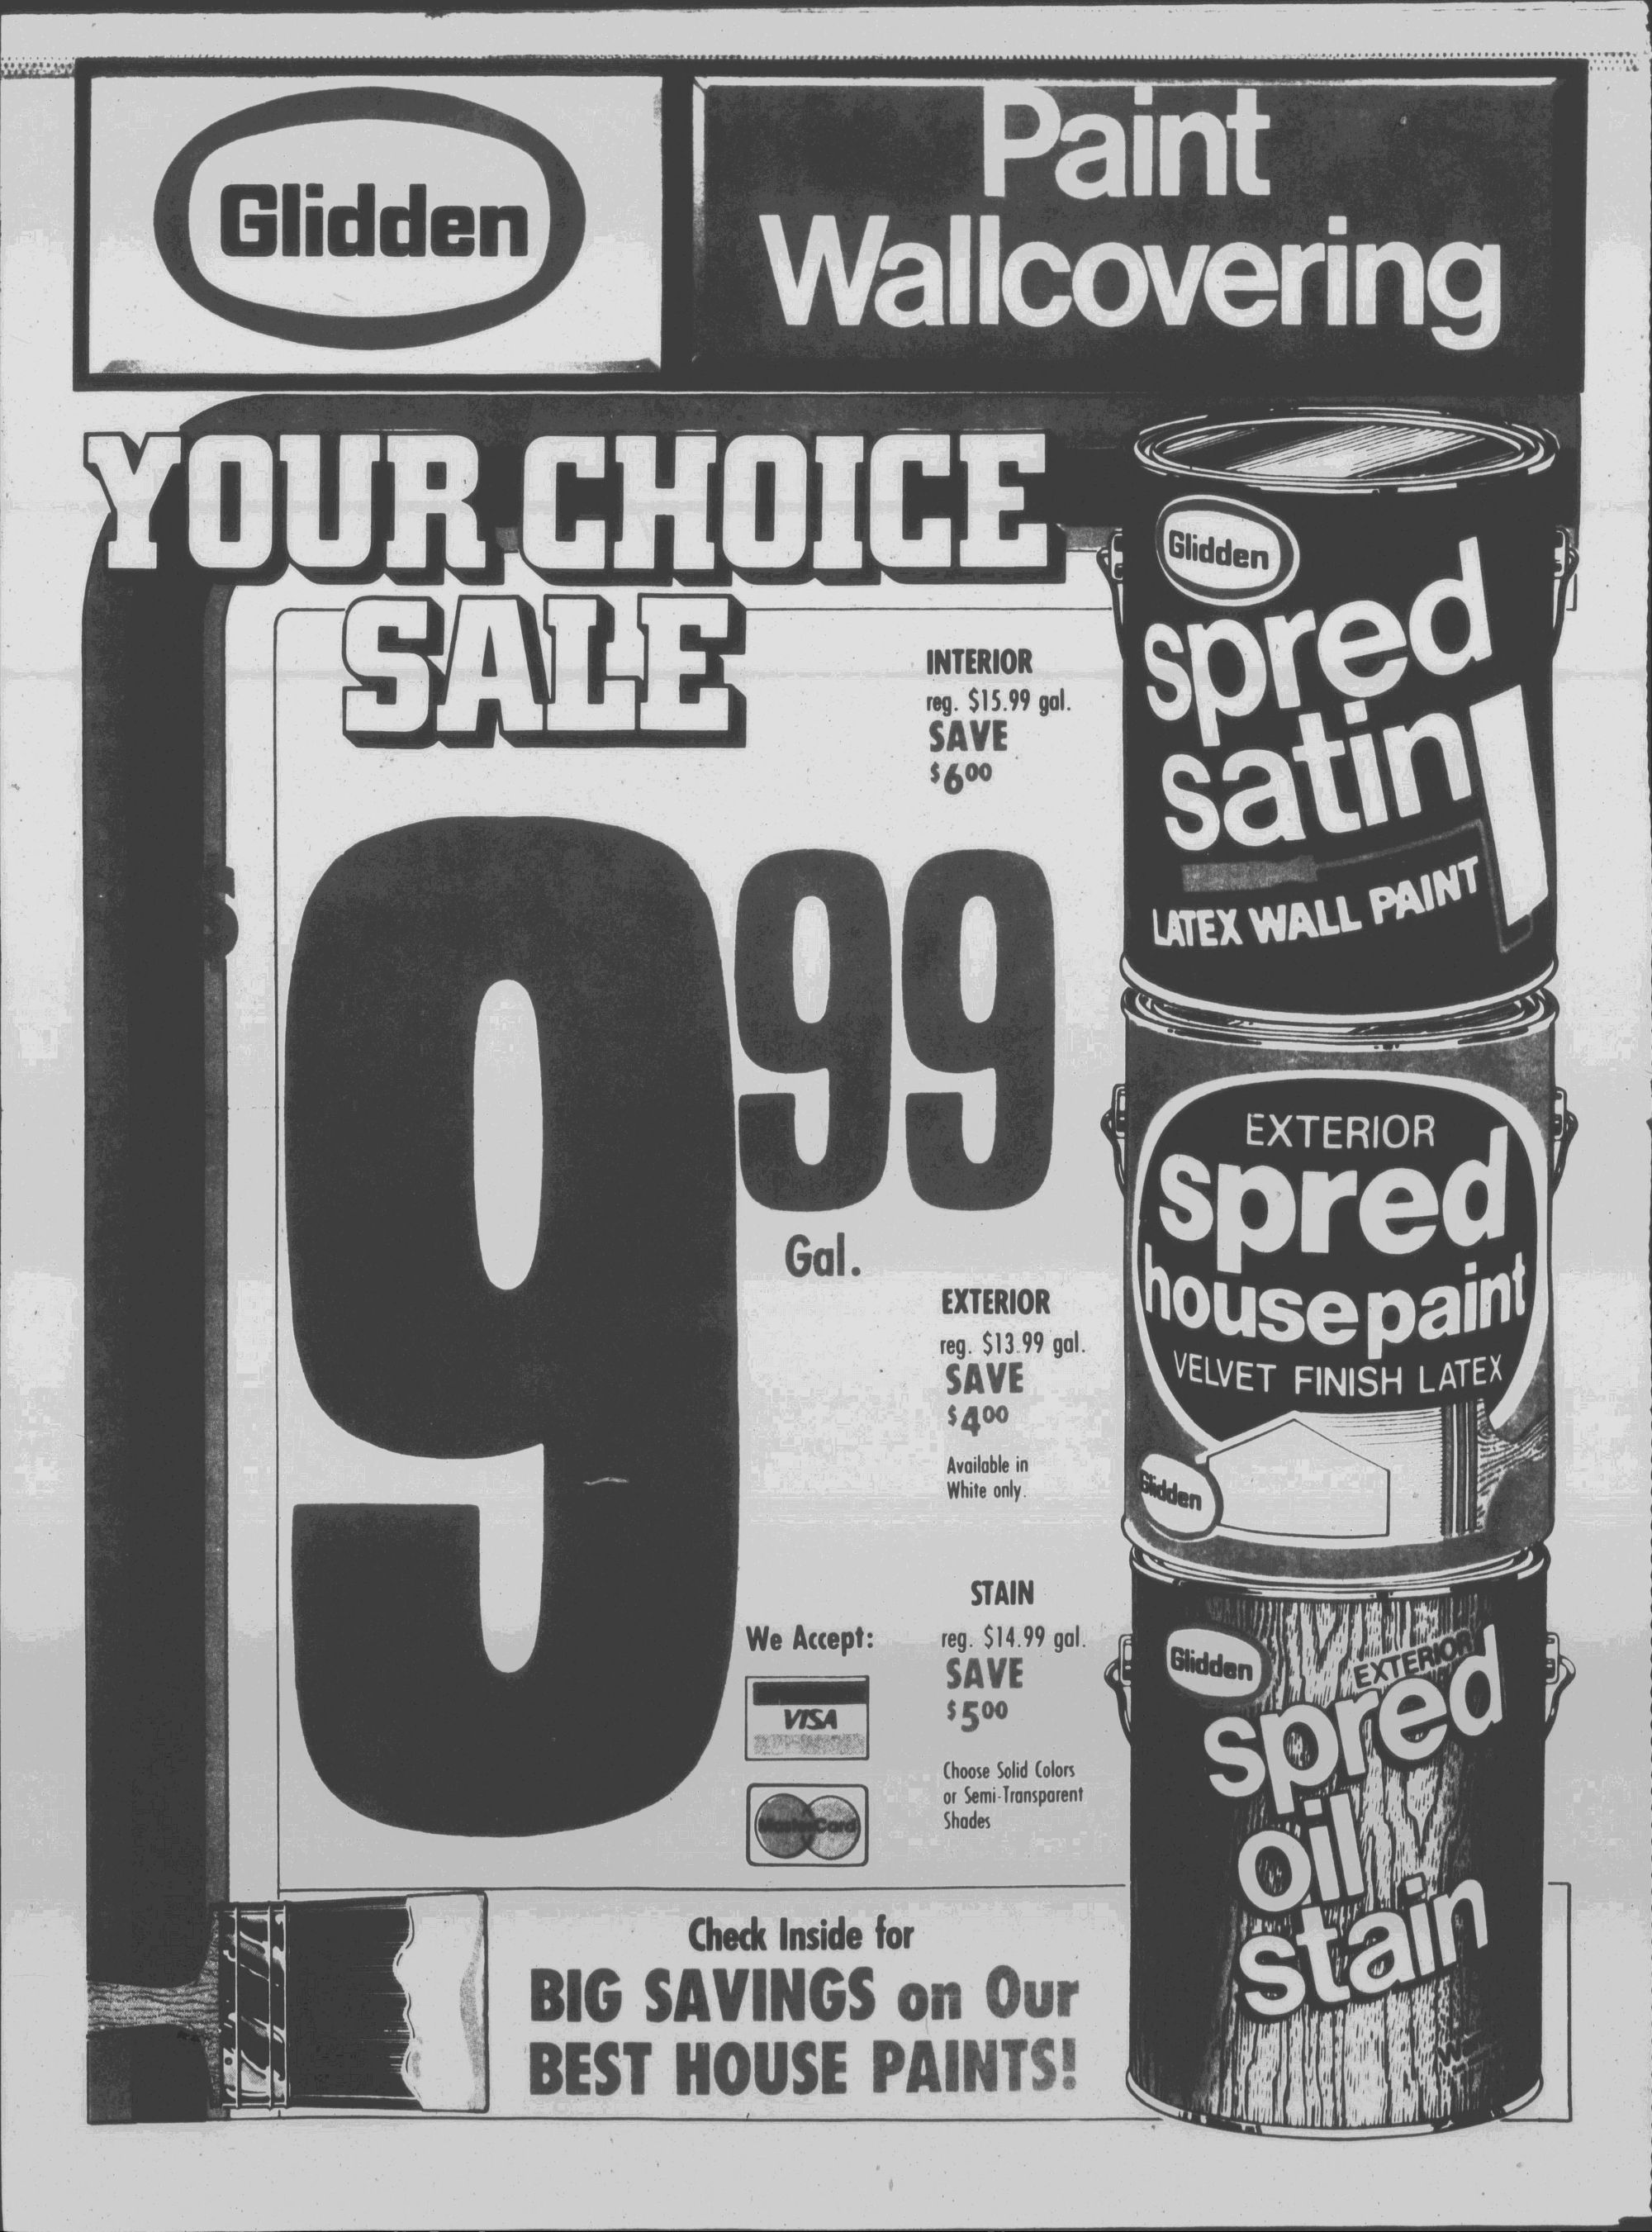 Glidden
Paint
Wallcovering
YOUR CHOICE
SALE
INTERIOR
reg. $15.99 gal.
SAVE
$6.00
$9.99
Gal.
EXTERIOR
reg. $13.99 gal.
SAVE
$4.00
Available in
White only.
STAIN
reg. $14.99 gal.
SAVE
$5.00
Choose Solid Colors
or Semi-Transparent
Shades
We Accept:
VISA
MasterCard
Check Inside for
BIG SAVINGS on Our
BEST HOUSE PAINTS!
Glidden
spred
satin
LATEX WALL PAINT
EXTERIOR
spred
house paint
VELVET FINISH LATEX
Glidden
Glidden
EXTERIOR
spred
oil
stain